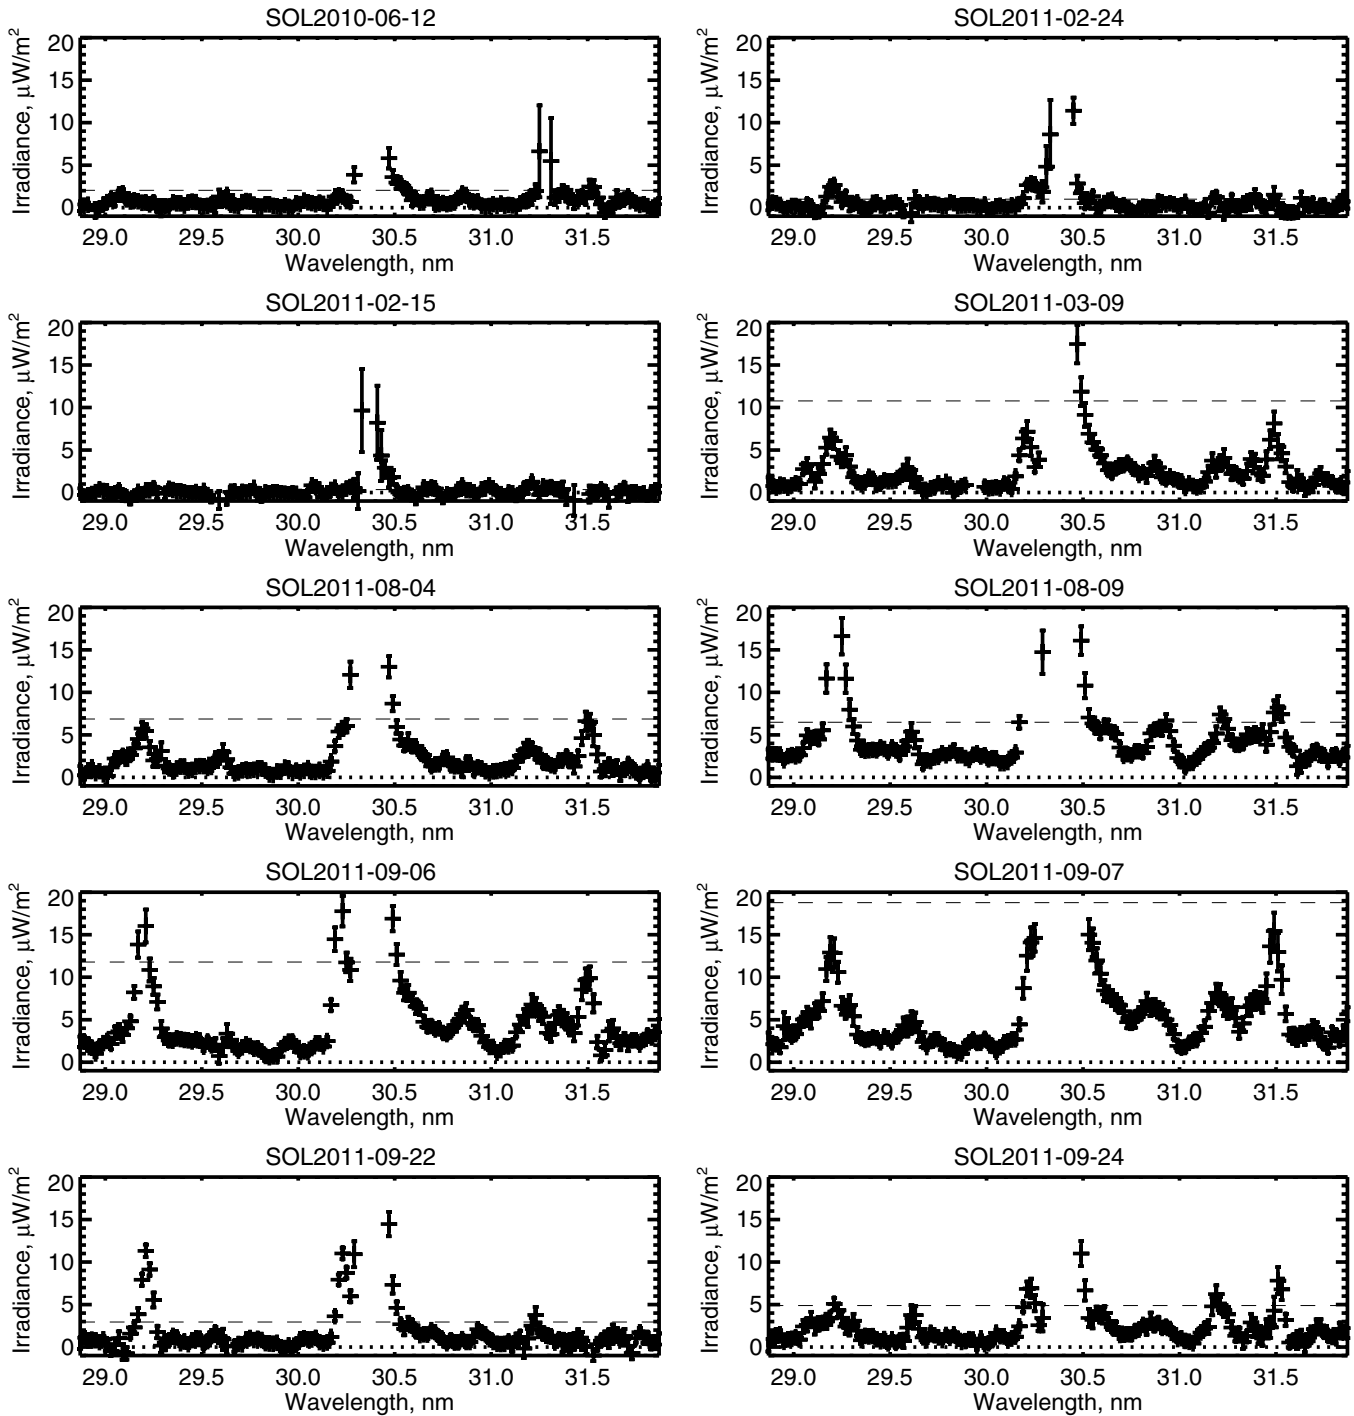 SOL2010-06-12
Irradiance, μW/m²
20
15
10
5
0
29.0 29.5 30.0 30.5 31.0 31.5
Wavelength, nm
SOL2011-02-24
Irradiance, μW/m²
20
15
10
5
0
29.0 29.5 30.0 30.5 31.0 31.5
Wavelength, nm
SOL2011-02-15
Irradiance, μW/m²
20
15
10
5
0
29.0 29.5 30.0 30.5 31.0 31.5
Wavelength, nm
SOL2011-03-09
Irradiance, μW/m²
20
15
10
5
0
29.0 29.5 30.0 30.5 31.0 31.5
Wavelength, nm
SOL2011-08-04
Irradiance, μW/m²
20
15
10
5
0
29.0 29.5 30.0 30.5 31.0 31.5
Wavelength, nm
SOL2011-08-09
Irradiance, μW/m²
20
15
10
5
0
29.0 29.5 30.0 30.5 31.0 31.5
Wavelength, nm
SOL2011-09-06
Irradiance, μW/m²
20
15
10
5
0
29.0 29.5 30.0 30.5 31.0 31.5
Wavelength, nm
SOL2011-09-07
Irradiance, μW/m²
20
15
10
5
0
29.0 29.5 30.0 30.5 31.0 31.5
Wavelength, nm
SOL2011-09-22
Irradiance, μW/m²
20
15
10
5
0
29.0 29.5 30.0 30.5 31.0 31.5
Wavelength, nm
SOL2011-09-24
Irradiance, μW/m²
20
15
10
5
0
29.0 29.5 30.0 30.5 31.0 31.5
Wavelength, nm